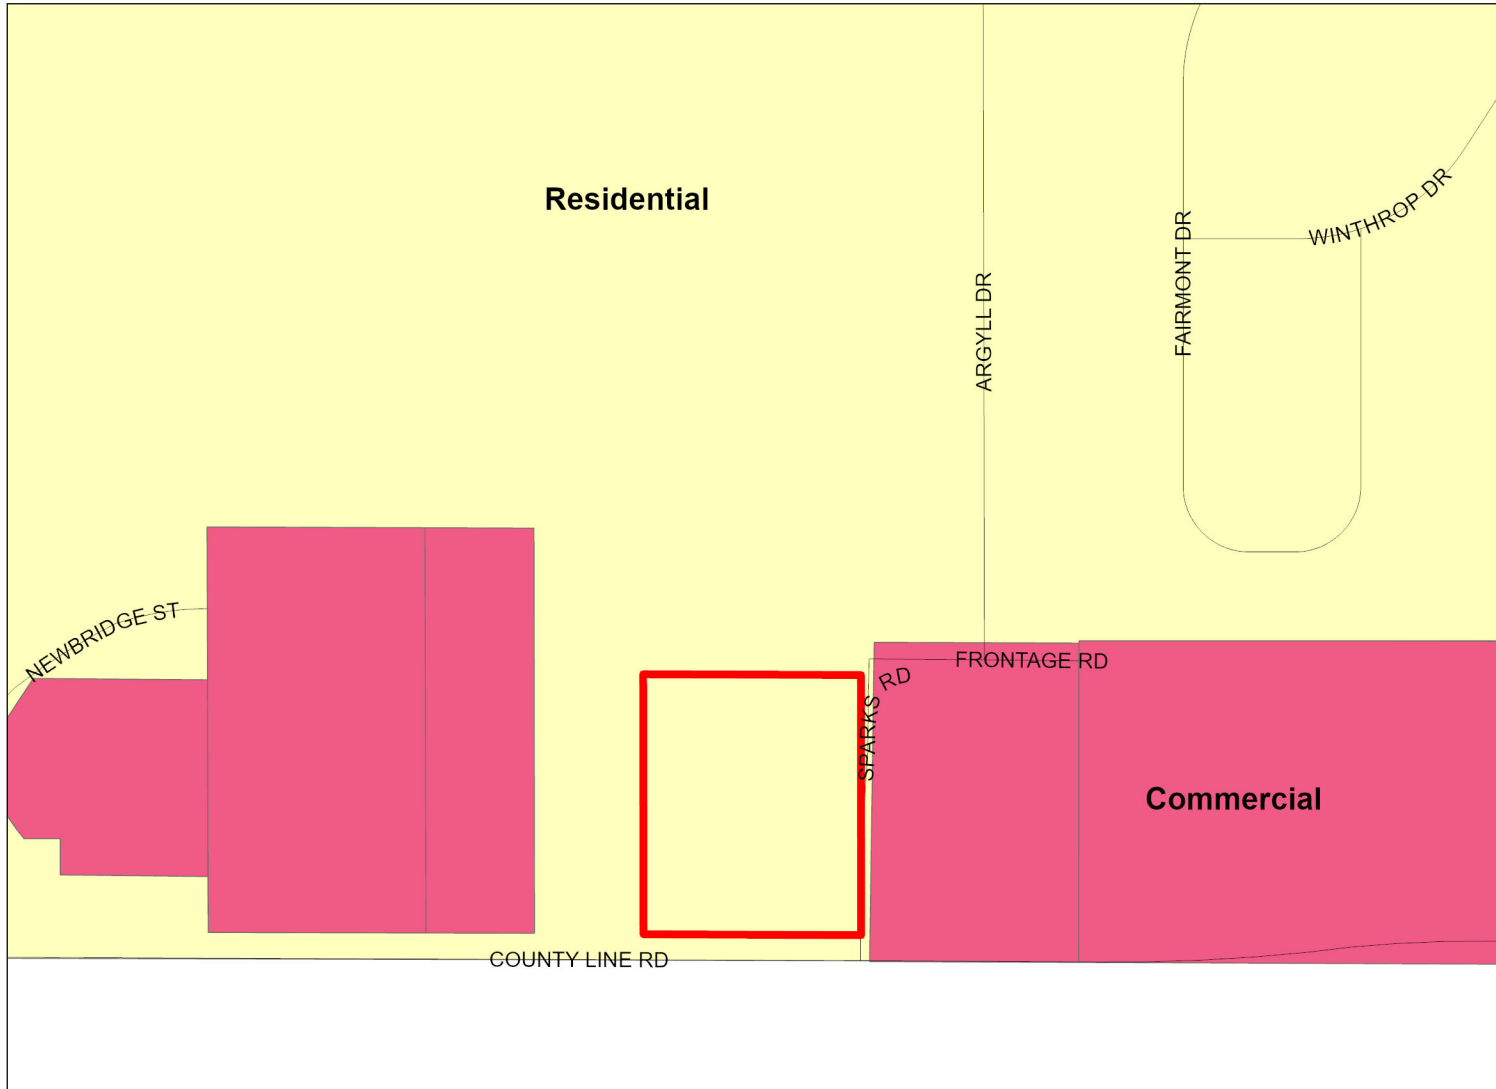 Residential
WINTHROP DR
FAIRMONT DR
ARGYLL DR
NEWBRIDGE ST
FRONTAGE RD
SPARKS RD
Commercial
COUNTY LINE RD